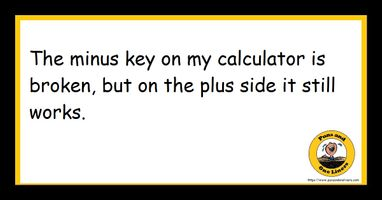 The minus key on my calculator is
broken, but on the plus side it still
works.
Puns and
One Liners
https://www.punsandoneliners.com